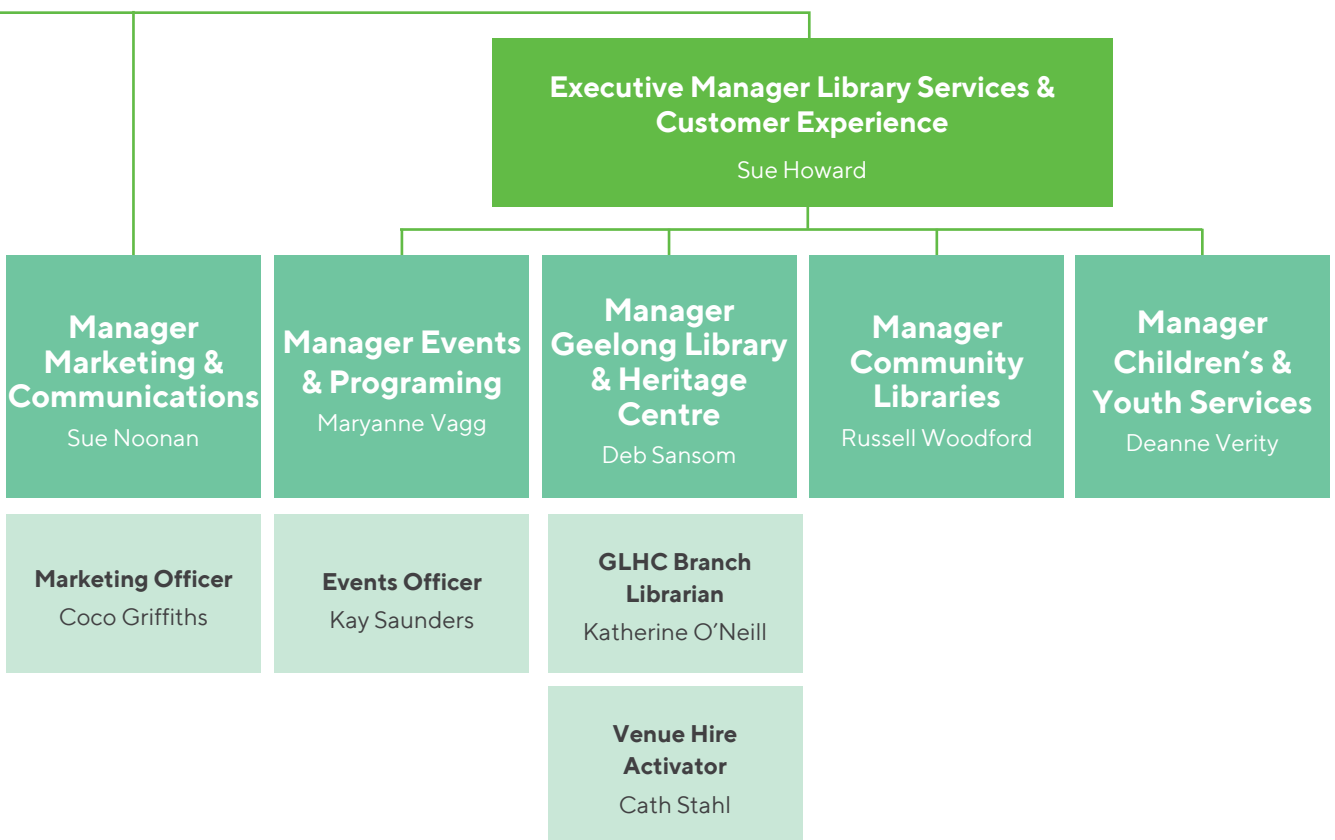 Executive Manager Library Services &
Customer Experience
Sue Howard
Manager
Marketing &
Communications
Sue Noonan
Manager Events
& Programing
Maryanne Vagg
Manager
Geelong Library
& Heritage
Centre
Deb Sansom
Manager
Community
Libraries
Russell Woodford
Manager
Children’s &
Youth Services
Deanne Verity
Marketing Officer
Coco Griffiths
Events Officer
Kay Saunders
GLHC Branch
Librarian
Katherine O’Neill
Venue Hire
Activator
Cath Stahl